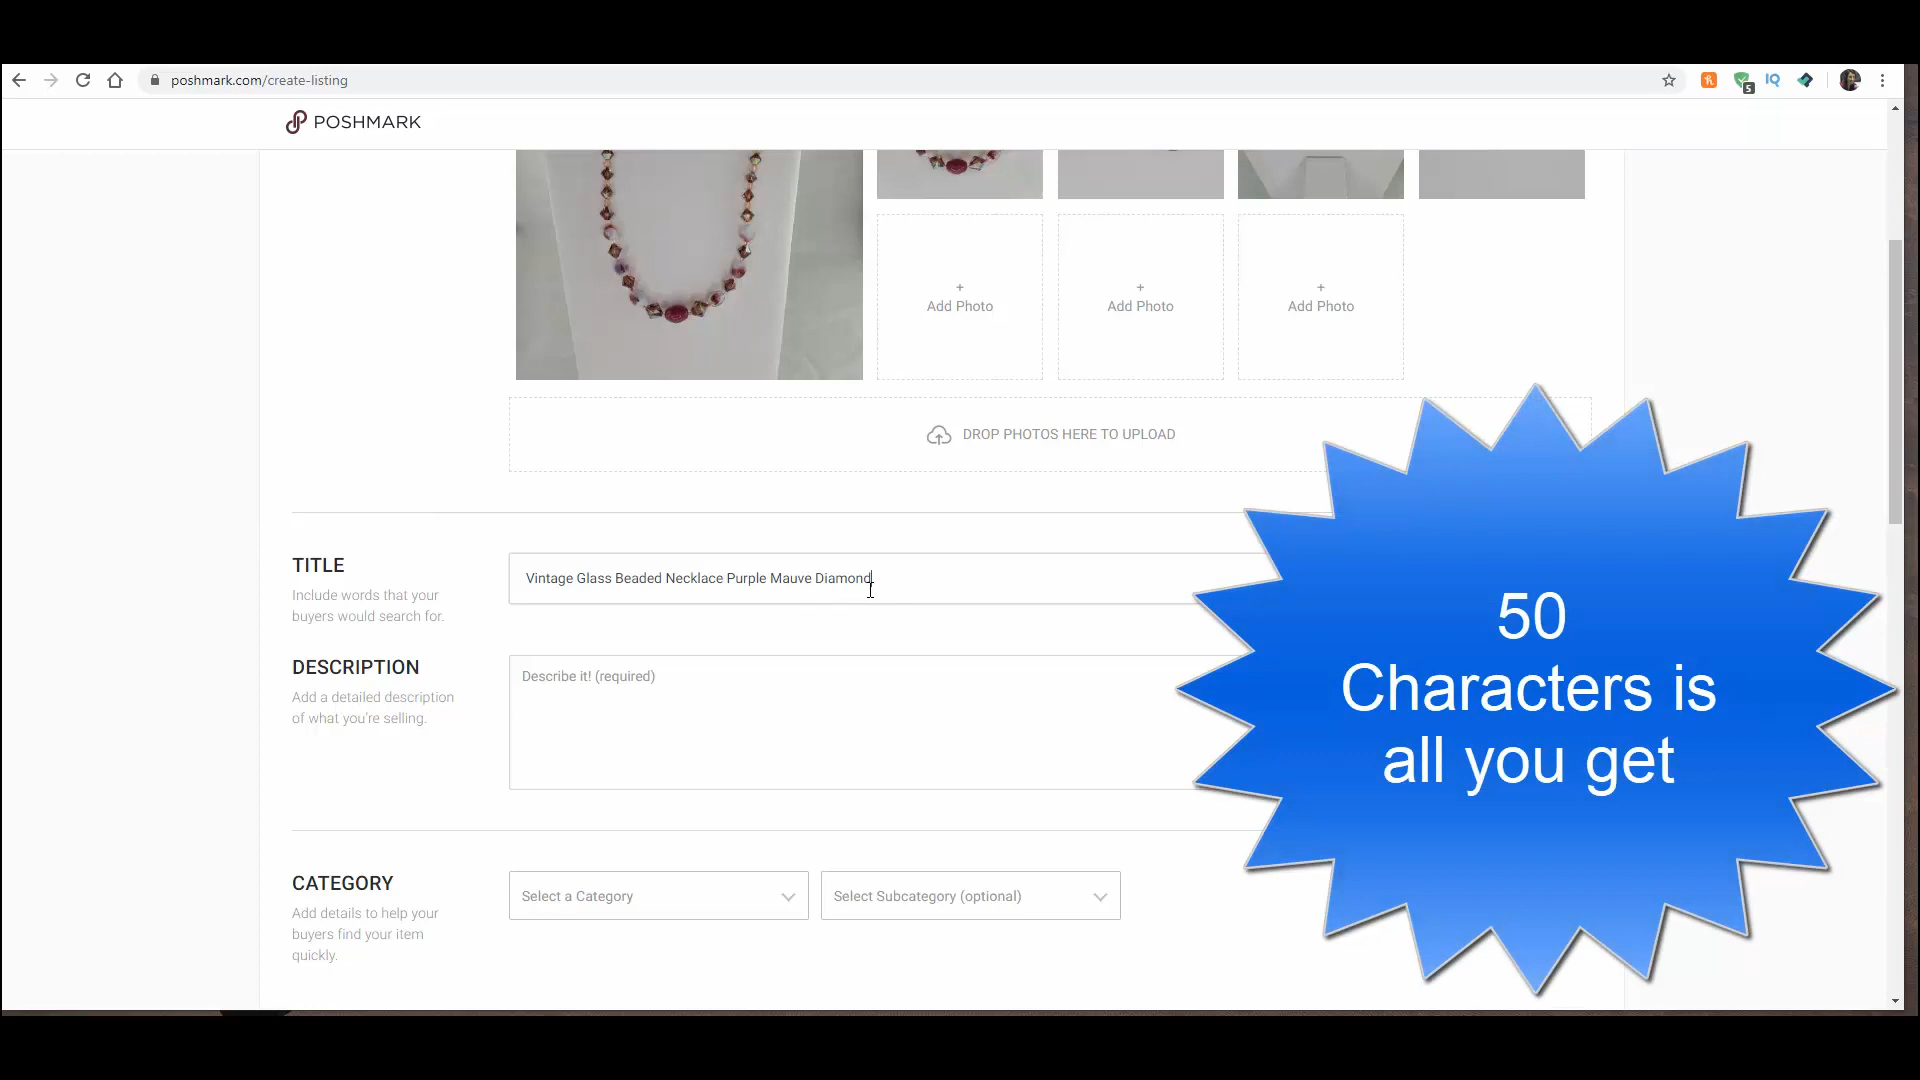 poshmark.com/create-listing
5
IQ
POSHMARK
+
Add Photo
+
Add Photo
+
Add Photo
DROP PHOTOS HERE TO UPLOAD
TITLE
Include words that your
buyers would search for.
Vintage Glass Beaded Necklace Purple Mauve Diamond
DESCRIPTION
Add a detailed description
of what you're selling.
Describe it! (required)
50
Characters is
all you get
CATEGORY
Add details to help your
buyers find your item
quickly.
Select a Category
Select Subcategory (optional)